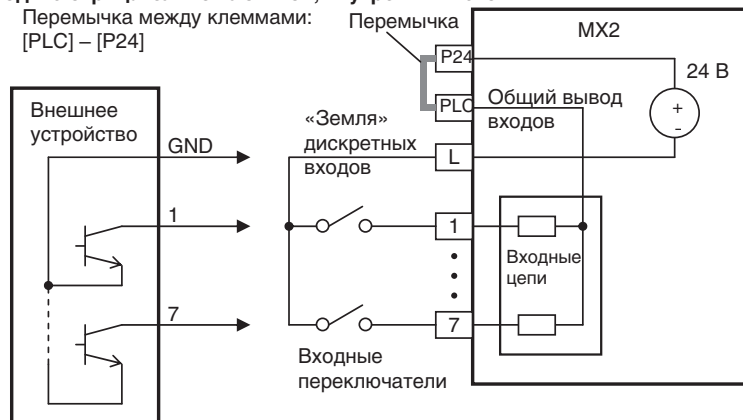 Перемычка между клеммами:
[PLC] – [P24]
Перемычка
MX2
P24
24 В
PLC
Общий вывод
входов
+
-
Внешнее
устройство
GND
«Земля»
дискретных
входов
L
1
1
Входные
цепи
7
7
Входные
переключатели